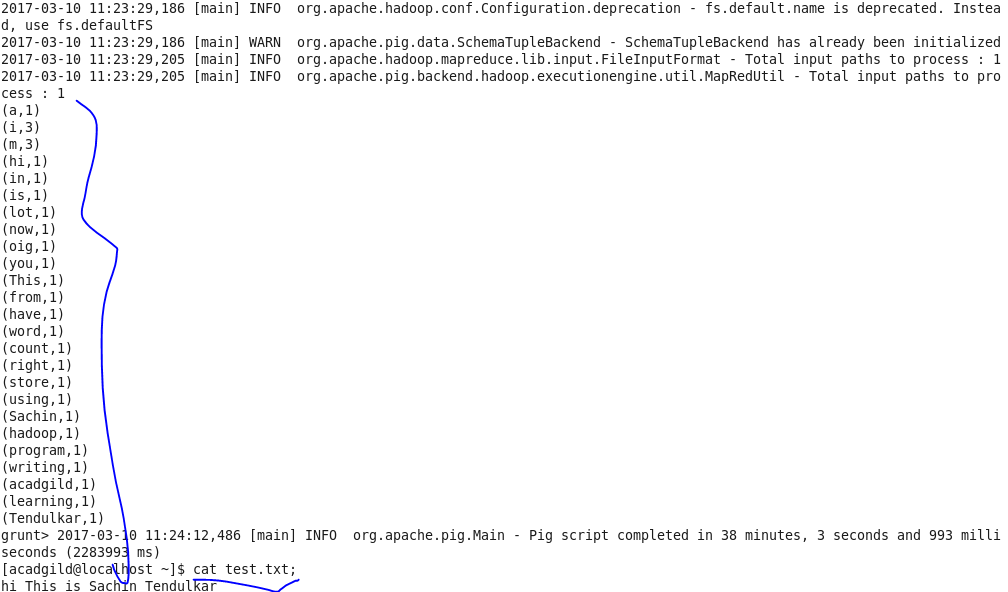 2017-03-10 11:23:29,186 [main] INFO  org.apache.hadoop.conf.Configuration.deprecation - fs.default.name is deprecated. Instea
d, use fs.defaultFS
2017-03-10 11:23:29,186 [main] WARN  org.apache.pig.data.SchemaTupleBackend - SchemaTupleBackend has already been initialized
2017-03-10 11:23:29,205 [main] INFO  org.apache.hadoop.mapreduce.lib.input.FileInputFormat - Total input paths to process : 1
2017-03-10 11:23:29,205 [main] INFO  org.apache.pig.backend.hadoop.executionengine.util.MapRedUtil - Total input paths to pro
cess : 1
(a,1)
(i,3)
(m,3)
(hi,1)
(in,1)
(is,1)
(lot,1)
(now,1)
(oig,1)
(you,1)
(This,1)
(from,1)
(have,1)
(word,1)
(count,1)
(right,1)
(store,1)
(using,1)
(Sachin,1)
(hadoop,1)
(program,1)
(writing,1)
(acadgild,1)
(learning,1)
(Tendulkar,1)
grunt> 2017-03-10 11:24:12,486 [main] INFO  org.apache.pig.Main - Pig script completed in 38 minutes, 3 seconds and 993 milli
seconds (2283993 ms)
[acadgild@localhost ~]$ cat test.txt;
hi This is Sachin Tendulkar